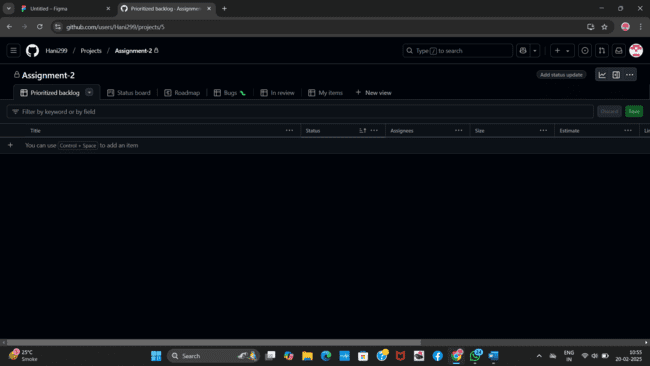 Untitled – Figma
Prioritized backlog · Assignmen
github.com/users/Hani299/projects/5
Hani299 / Projects / Assignment-2
Type / to search
Assignment-2
Add status update
Prioritized backlog
Status board
Roadmap
Bugs
In review
My items
+ New view
Filter by keyword or by field
Discard
Save
Title
Status
Assignees
Size
Estimate
You can use Control + Space to add an item
25°C
Smoke
Search
ENG
IN
10:55
20-02-2025